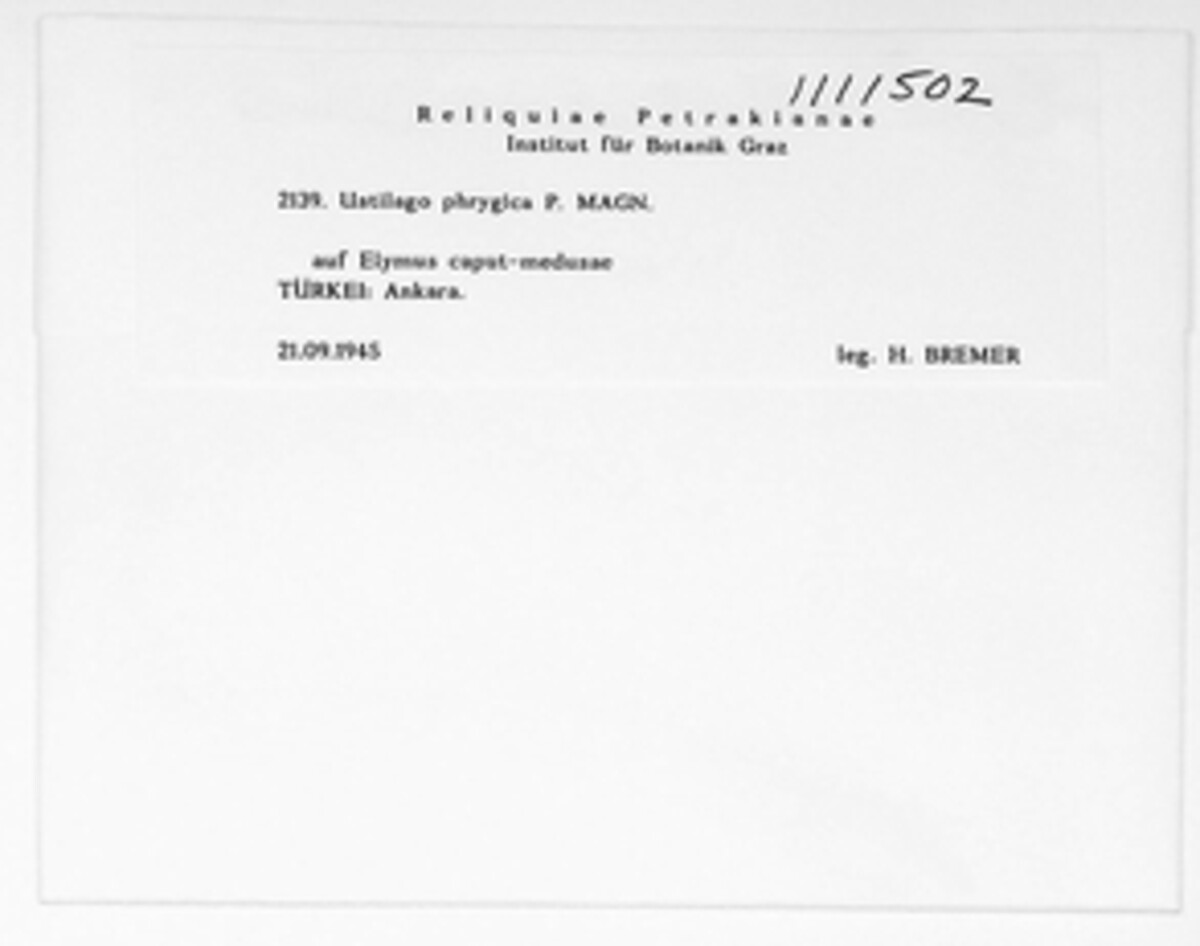 1111502
Reliquiae Petrakianae
Institut für Botanik Graz
2139. Ustilago phrygica P. MAGN.
auf Elymus caput-medusae
TÜRKEI: Ankara.
21.09.1945
leg. H. BREMER